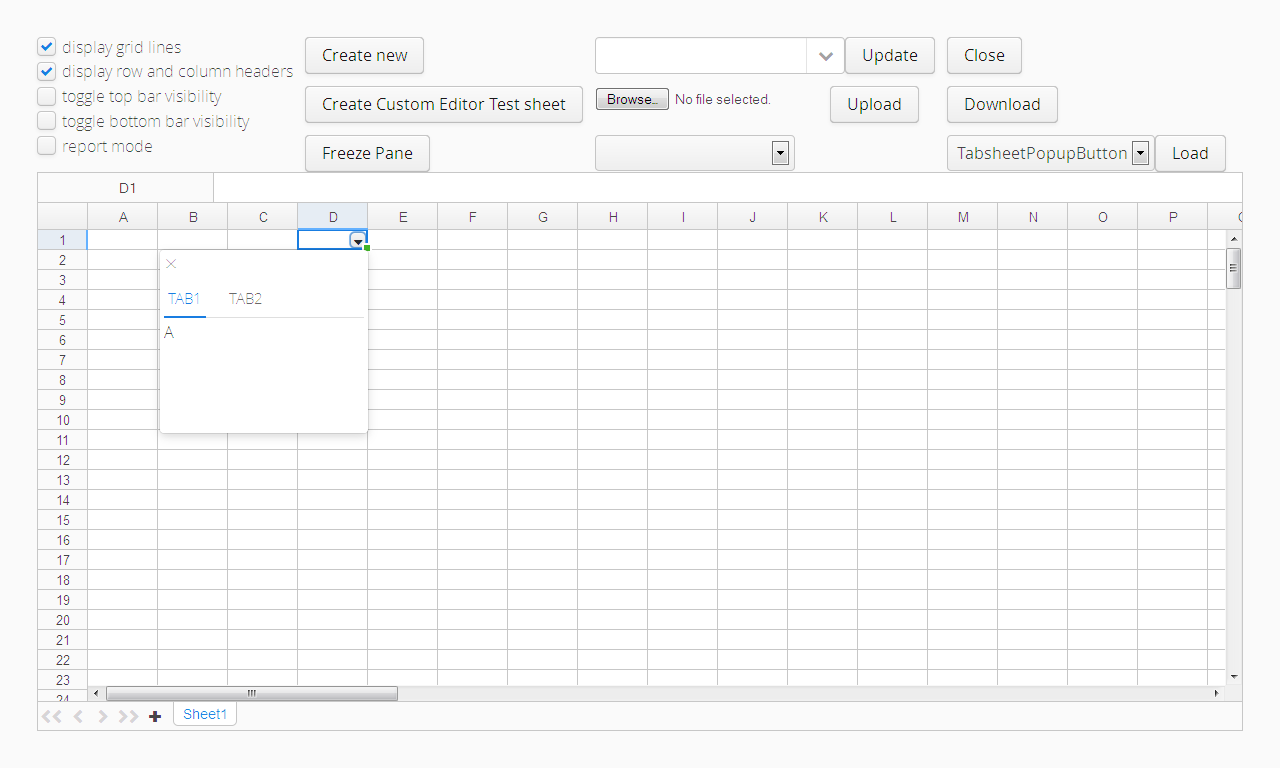 display grid lines
display row and column headers
toggle top bar visibility
toggle bottom bar visibility
report mode
Create new
Update
Close
Create Custom Editor Test sheet
Browse... No file selected.
Upload
Download
Freeze Pane
TabsheetPopupButton
Load
D1
A B C D E F G H I J K L M N O P
1
2
3
4
5
6
7
8
9
10
11
12
13
14
15
16
17
18
19
20
21
22
23
24
TAB1 TAB2
A
Sheet1